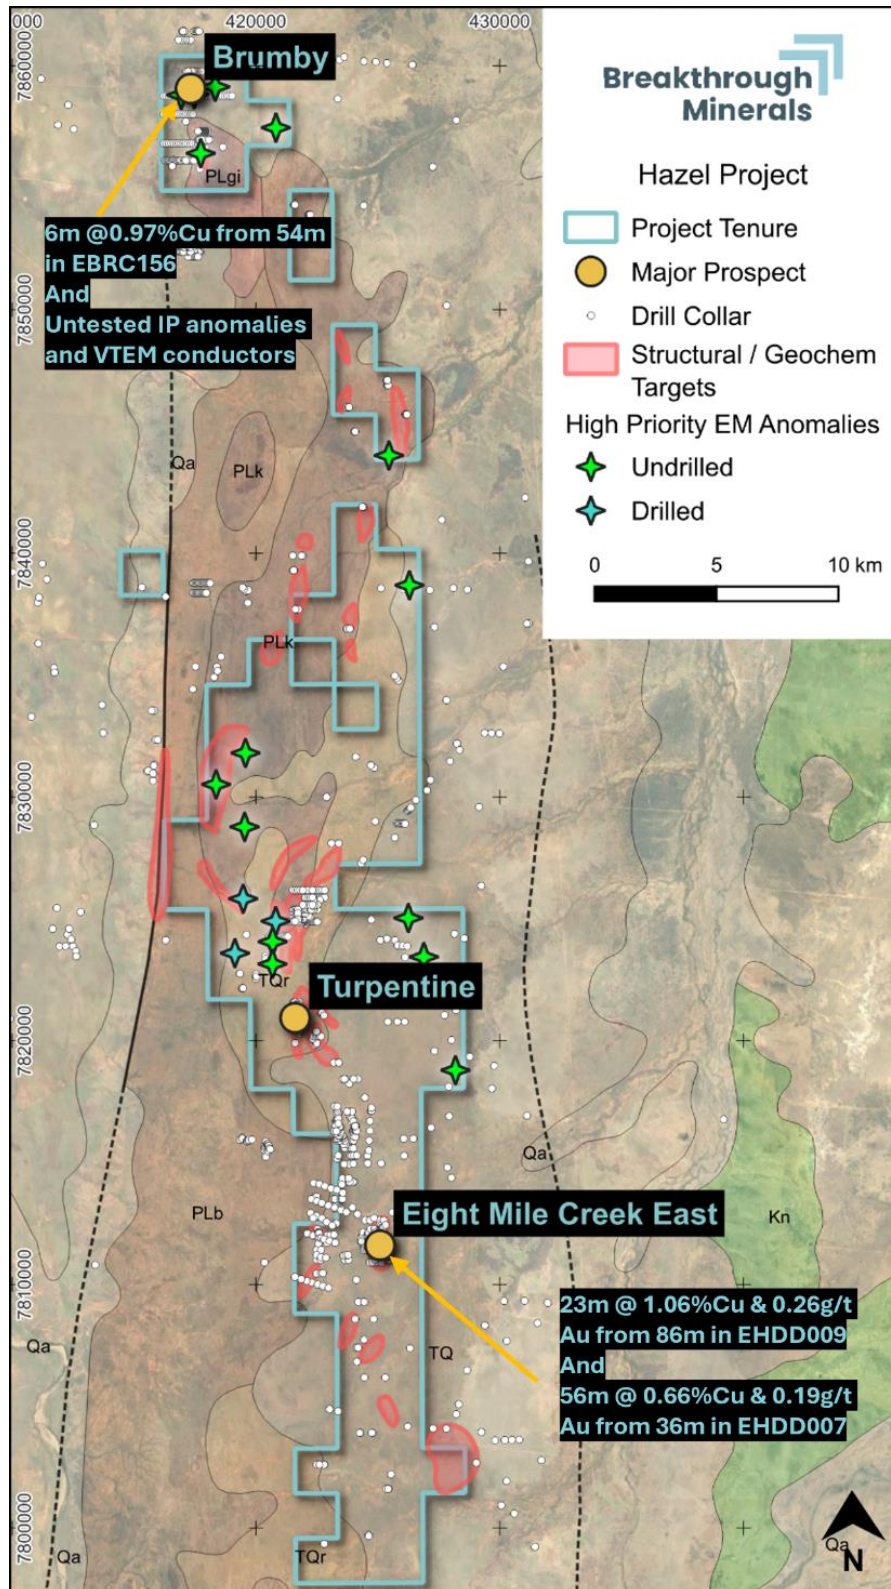 000
420000
430000
7860000
7850000
7840000
7830000
7820000
7810000
7800000
Brumby
PLgi
6m @0.97%Cu from 54m
in EBRC156
And
Untested IP anomalies
and VTEM conductors
Breakthrough
Minerals
Hazel Project
Project Tenure
Major Prospect
Drill Collar
Structural / Geochem
Targets
High Priority EM Anomalies
Undrilled
Drilled
0
5
10 km
Qa
PLk
PLk
TQr
Turpentine
Qa
PLb
Eight Mile Creek East
Kn
23m @ 1.06%Cu & 0.26g/t
Au from 86m in EHDD009
And
56m @ 0.66%Cu & 0.19g/t
Au from 36m in EHDD007
Qa
TQ
Qa
TQr
Qa
N